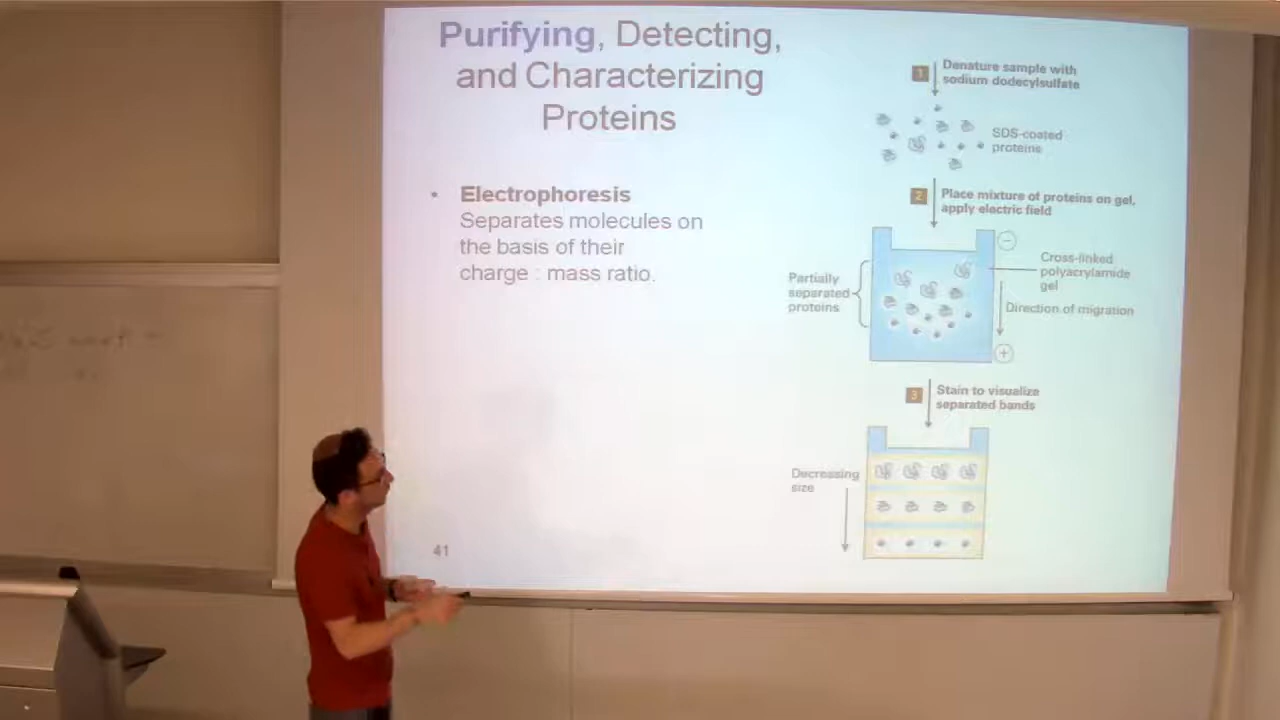 Purifying, Detecting,
and Characterizing
Proteins
• Electrophoresis
Separates molecules on
the basis of their
charge : mass ratio.
41
1 Denature sample with
sodium dodecylsulfate
SDS-coated
proteins
2 Place mixture of proteins on gel,
apply electric field
−
Cross-linked
polyacrylamide
gel
Partially
separated
proteins
Direction of migration
+
3 Stain to visualize
separated bands
Decreasing
size